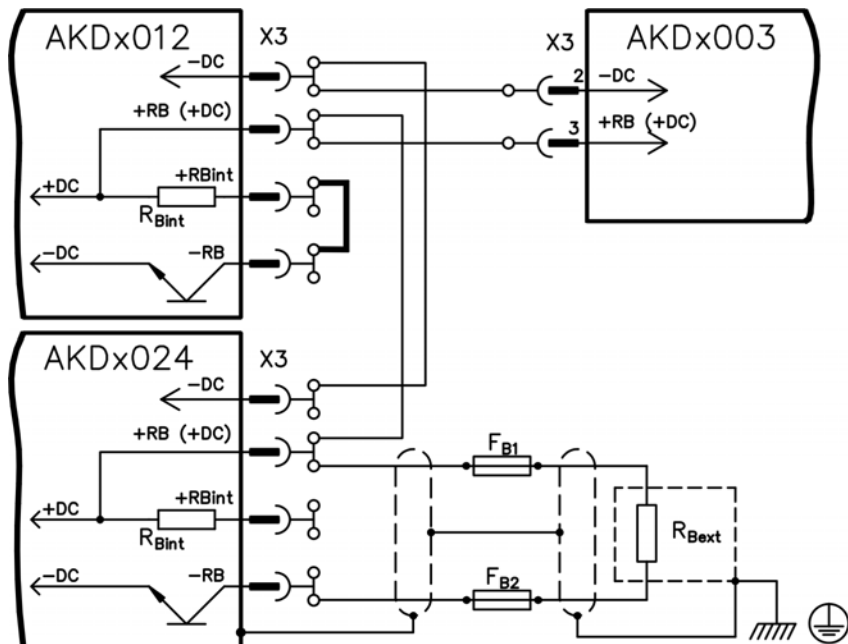 AKDx012
X3
-DC
+RB (+DC)
+DC
+RBint
RBint
-DC
-RB
X3
AKDx003
2
-DC
3
+RB (+DC)
AKDx024
X3
-DC
+RB (+DC)
+DC
+RBint
RBint
-DC
-RB
FB1
FB2
RBext